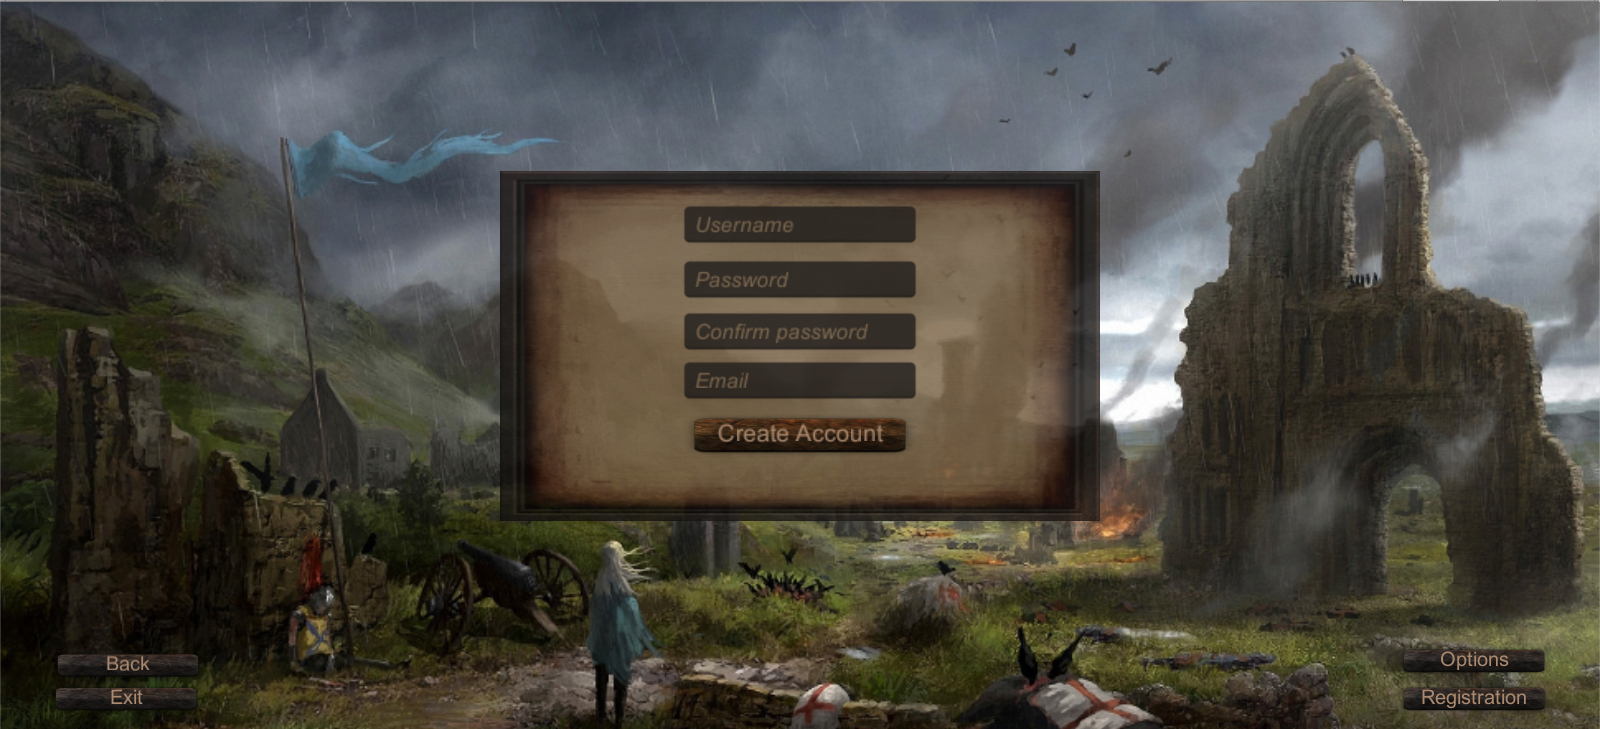 Username
Password
Confirm password
Email
Create Account
Back
Exit
Options
Registration